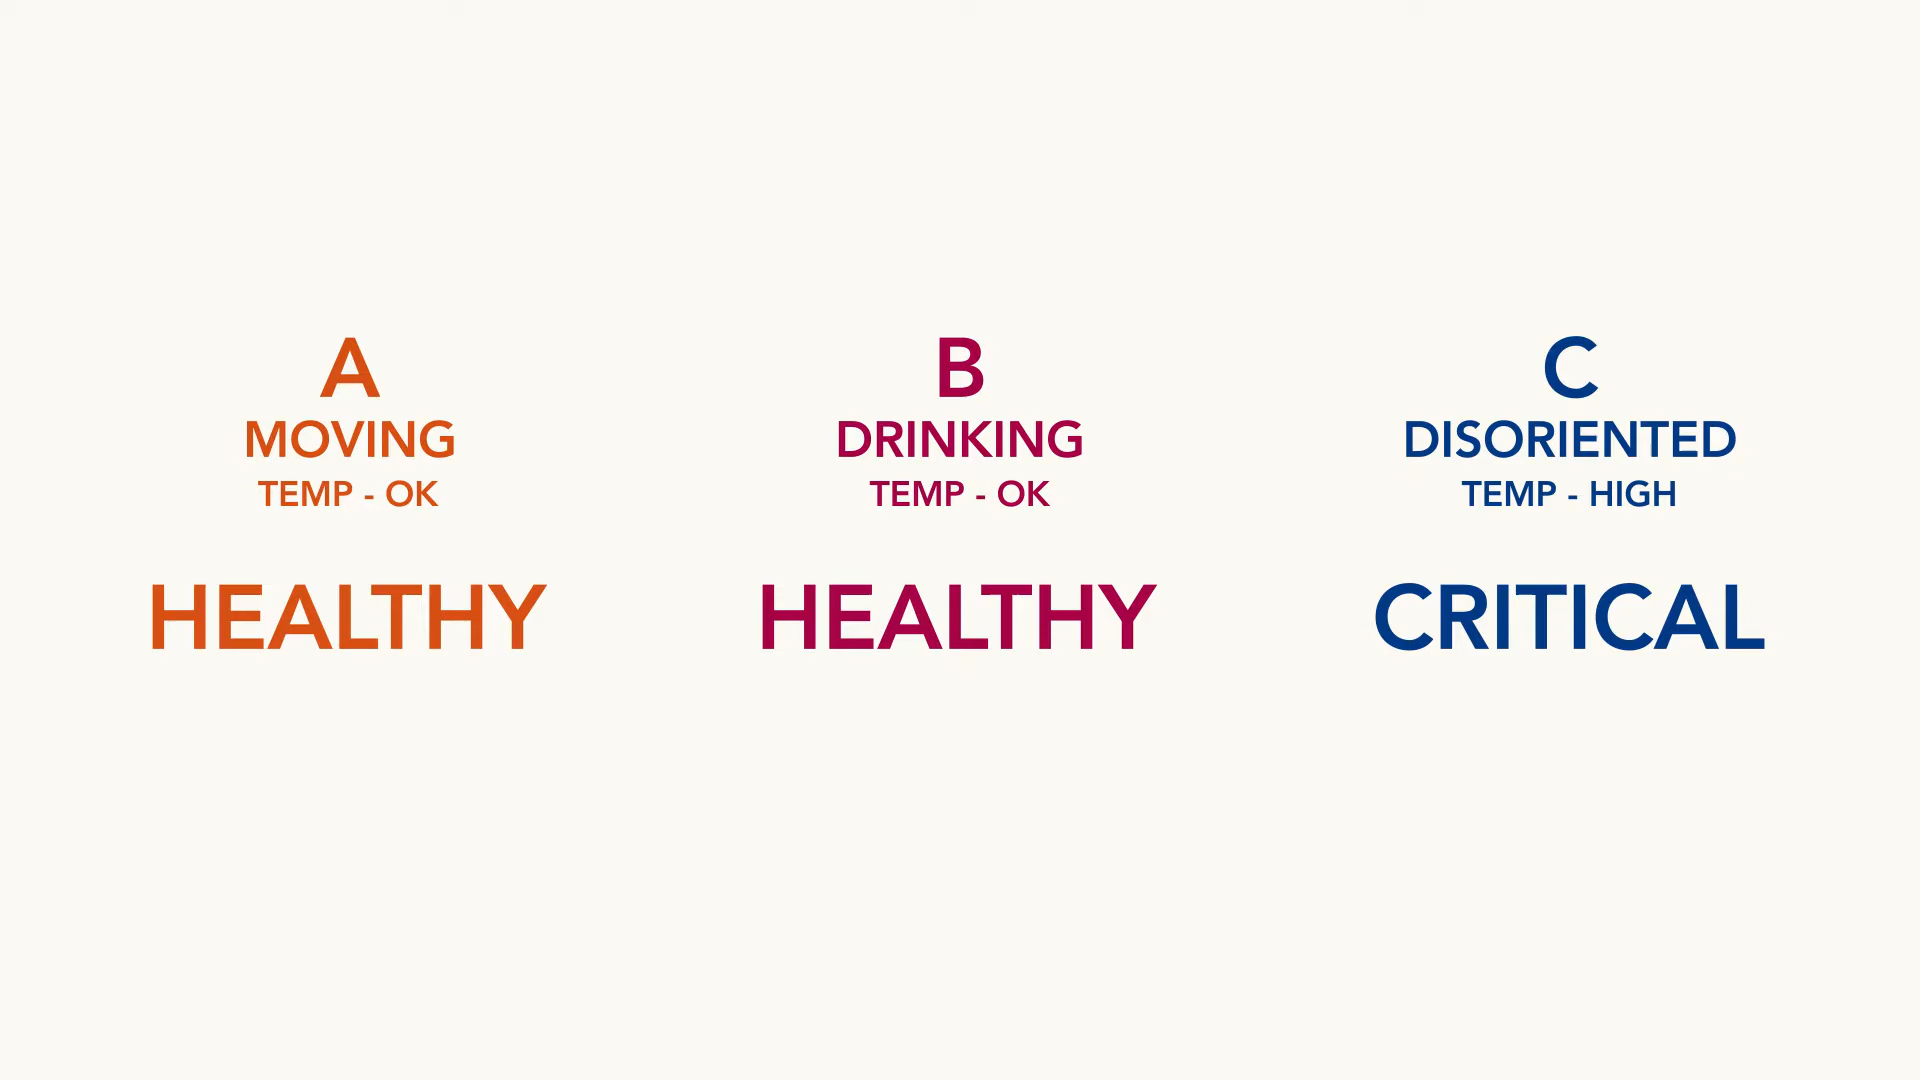 A
MOVING
TEMP - OK
HEALTHY
B
DRINKING
TEMP - OK
HEALTHY
C
DISORIENTED
TEMP - HIGH
CRITICAL